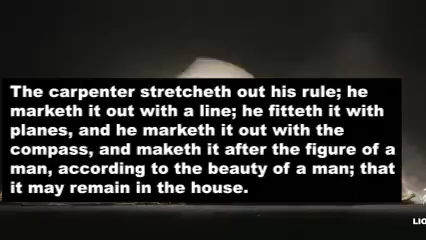 The carpenter stretcheth out his rule; he
marketh it out with a line; he fitteth it with
planes, and he marketh it out with the
compass, and maketh it after the figure of a
man, according to the beauty of a man; that
it may remain in the house.